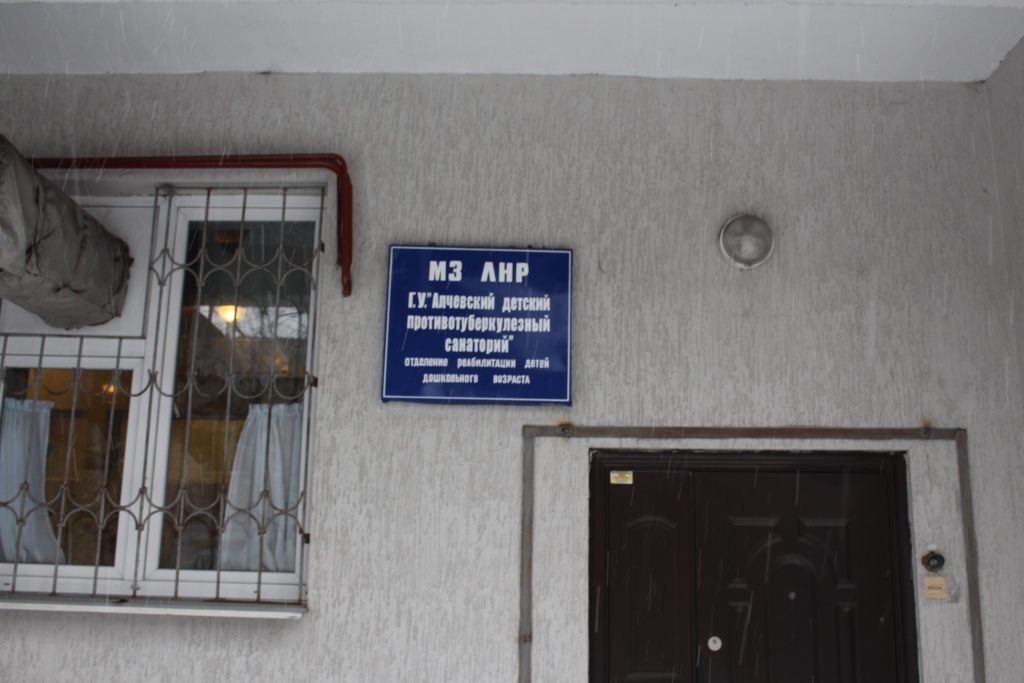 МЗ ЛНР
Г.У."Алчевский детский
противотуберкулезный
санаторий"
отделение реабилитации детей
дошкольного возраста